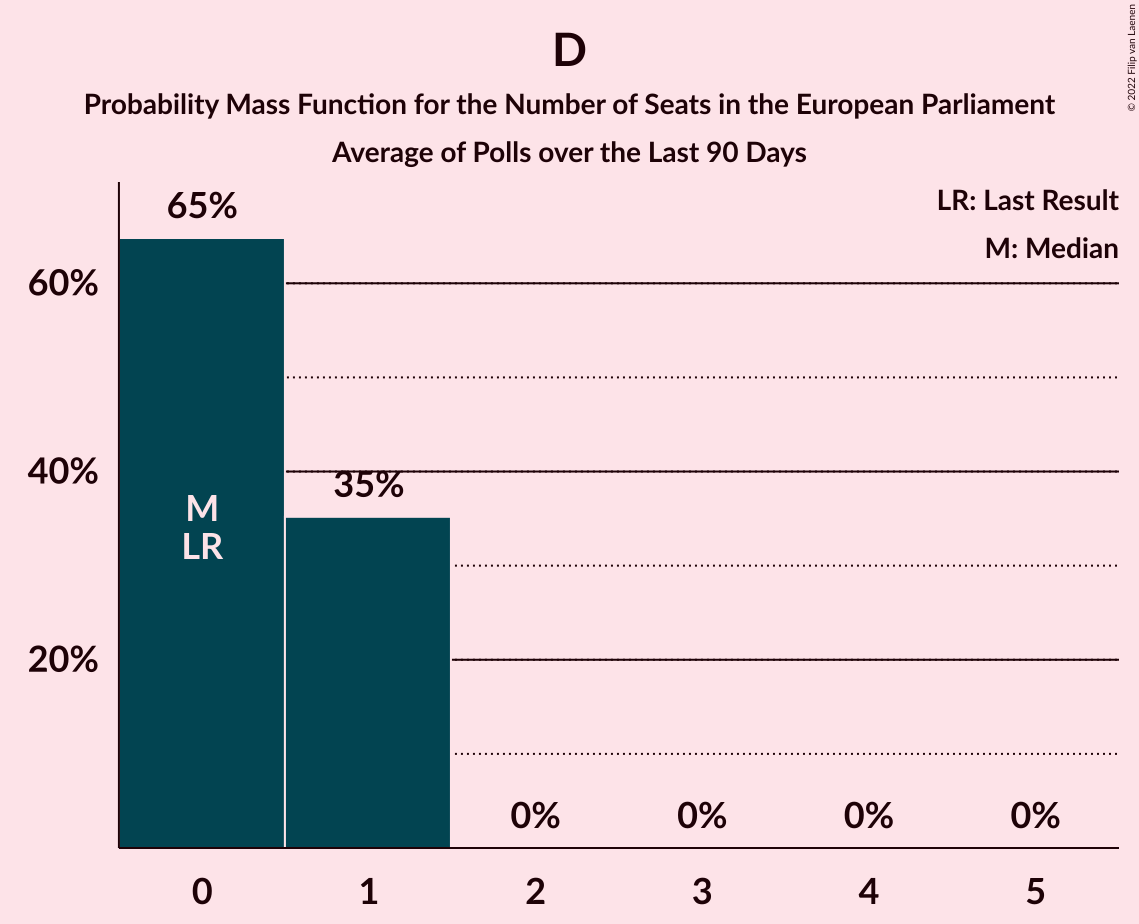 D
Probability Mass Function for the Number of Seats in the European Parliament
Average of Polls over the Last 90 Days
© 2022 Filip van Laenen
LR: Last Result
M: Median
65%
60%
40%
35%
M
LR
20%
0% 0% 0% 0%
0 1 2 3 4 5